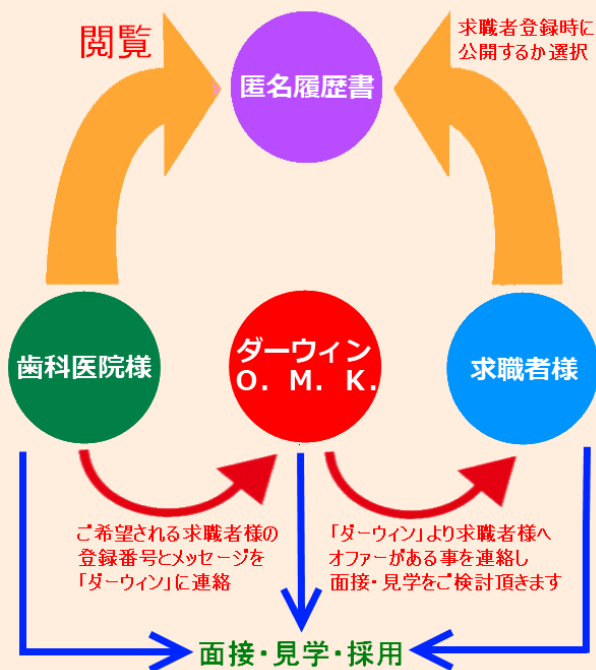 閲覧
求職者登録時に
公開するか選択
匿名履歴書
歯科医院様
ダーウィン
O. M. K.
求職者様
ご希望される求職者様の
登録番号とメッセージを
「ダーウィン」に連絡
「ダーウィン」より求職者様へ
オファーがある事を連絡し
面接・見学をご検討頂きます
面接・見学・採用